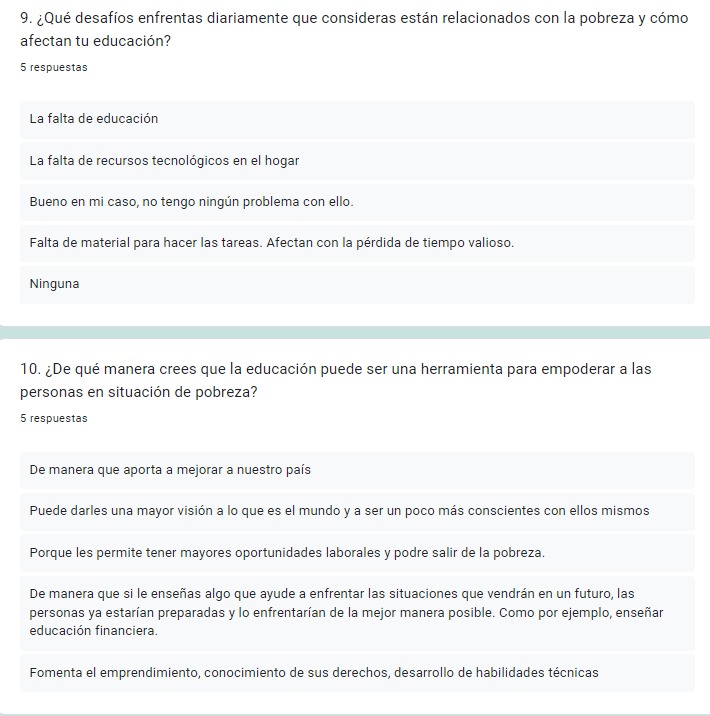 9. ¿Qué desafíos enfrentas diariamente que consideras están relacionados con la pobreza y cómo
afectan tu educación?
5 respuestas
La falta de educación
La falta de recursos tecnológicos en el hogar
Bueno en mi caso, no tengo ningún problema con ello.
Falta de material para hacer las tareas. Afectan con la pérdida de tiempo valioso.
Ninguna
10. ¿De qué manera crees que la educación puede ser una herramienta para empoderar a las
personas en situación de pobreza?
5 respuestas
De manera que aporta a mejorar a nuestro país
Puede darles una mayor visión a lo que es el mundo y a ser un poco más conscientes con ellos mismos
Porque les permite tener mayores oportunidades laborales y podre salir de la pobreza.
De manera que si le enseñas algo que ayude a enfrentar las situaciones que vendrán en un futuro, las
personas ya estarían preparadas y lo enfrentarían de la mejor manera posible. Como por ejemplo, enseñar
educación financiera.
Fomenta el emprendimiento, conocimiento de sus derechos, desarrollo de habilidades técnicas